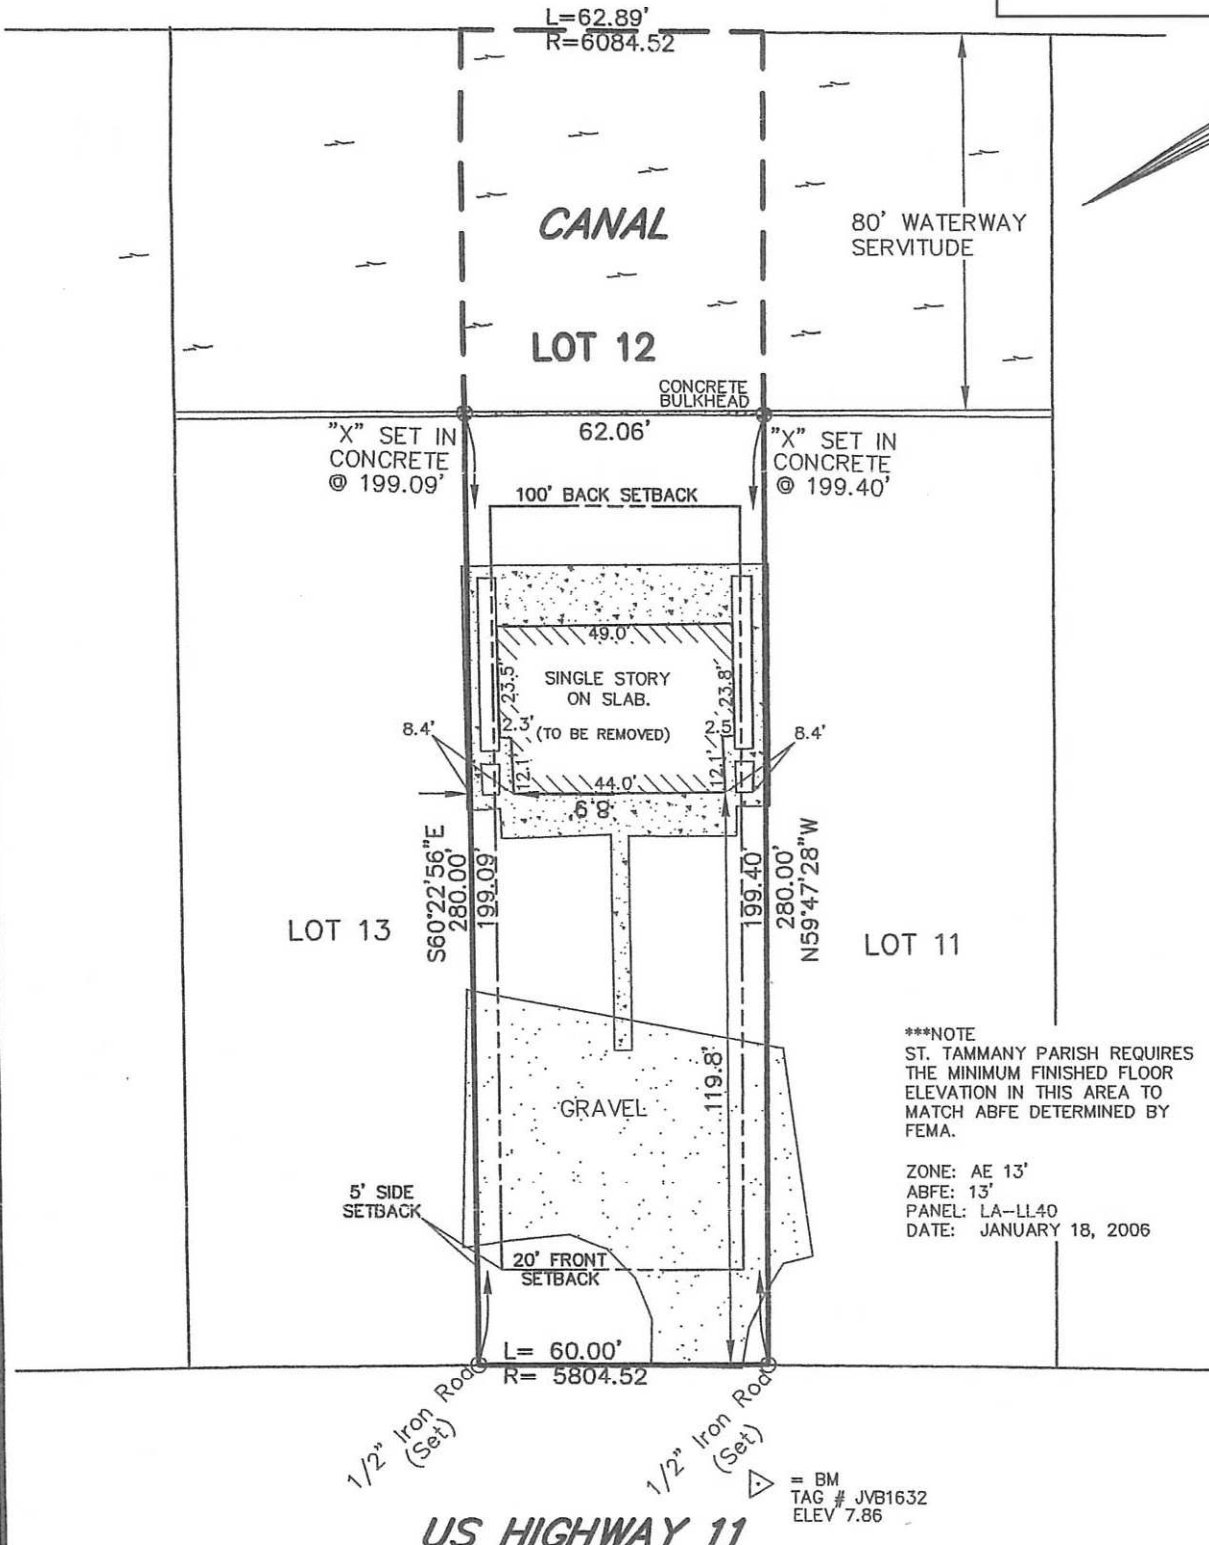 L=62.89'
R=6084.52
CANAL
80' WATERWAY
SERVITUDE
LOT 12
CONCRETE
BULKHEAD
62.06'
"X" SET IN
CONCRETE
@ 199.09'
"X" SET IN
CONCRETE
@ 199.40'
100' BACK SETBACK
49.0'
23.5'
23.8'
SINGLE STORY
ON SLAB.
(TO BE REMOVED)
2.3'
2.5
8.4'
8.4'
12.1'
12.1'
44.0'
8.9'
S60°22'56"E
280.00'
199.09'
199.40'
280.00'
N59°47'28"W
LOT 13
LOT 11
***NOTE
ST. TAMMANY PARISH REQUIRES
THE MINIMUM FINISHED FLOOR
ELEVATION IN THIS AREA TO
MATCH ABFE DETERMINED BY
FEMA.
ZONE: AE 13'
ABFE: 13'
PANEL: LA-LL40
DATE: JANUARY 18, 2006
119.8'
GRAVEL
5' SIDE
SETBACK
20' FRONT
SETBACK
L= 60.00'
R= 5804.52
1/2" Iron Rod
(Set)
1/2" Iron Rod
(Set)
= BM
TAG # JVB1632
ELEV 7.86
US HIGHWAY 11